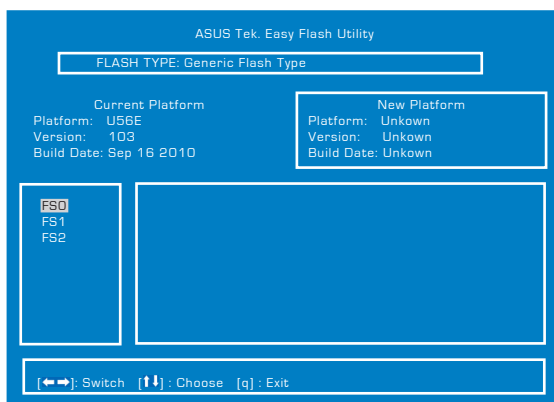 ASUS Tek. Easy Flash Utility
FLASH TYPE: Generic Flash Type
Current Platform
Platform: U56E
Version: 103
Build Date: Sep 16 2010
New Platform
Platform: Unkown
Version: Unkown
Build Date: Unkown
FS0
FS1
FS2
[←→]: Switch [↑↓] : Choose [q] : Exit